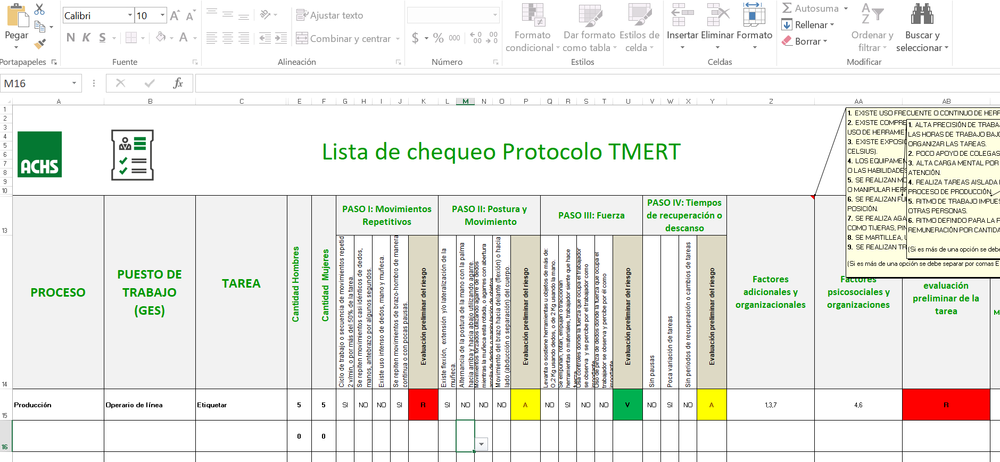 Calibri
10
Ajustar texto
Autosuma
Rellenar
Pegar
N K S
A
Combinar y centrar
$ % 000
Formato condicional
Dar formato como tabla
Estilos de celda
Insertar
Eliminar
Formato
Borrar
Ordenar y filtrar
Buscar y seleccionar
Portapapeles
Fuente
Alineación
Número
Estilos
Celdas
Modificar
M16
fx
A B C E F G H I J K L M N O P Q R S T U V W X Y Z AA AB
1
2
3
4
5
6
7
8
9
10
13
14
15
16
ACHS
Lista de chequeo Protocolo TMERT
1. EXISTE USO FRECUENTE O CONTINUO DE HERR
2. EXISTE COMPRE
USO DE HERRAMIE
3. EXISTE EXPOSIC
CELSIUS).
4. LOS EQUIPAMEN
O LAS HABILIDADES
5. SE REALIZAN MO
O MANIPULAR HERR
6. SE REALIZAN FUE
POSICIÓN.
7. SE REALIZA AGA
COMO TIJERAS, PIN
8. SE MARTILLEA, U
9. SE REALIZAN TR
(Si es más de una opción se debe separar por comas E
1. ALTA PRECISIÓN DE TRABA
LAS HORAS DE TRABAJO BAJO
ORGANIZAR LAS TAREAS.
2. POCO APOYO DE COLEGAS
3. ALTA CARGA MENTAL POR
ATENCIÓN.
4. REALIZA TAREAS AISLADA
PROCESO DE PRODUCCIÓN.
5. RITMO DE TRABAJO IMPUES
OTRAS PERSONAS.
6. RITMO DEFINIDO PARA LA P
REMUNERACIÓN POR CANTIDA
(Si es más de una opción se debe
PROCESO
PUESTO DE
TRABAJO
(GES)
TAREA
Cantidad Hombres
Cantidad Mujeres
PASO I: Movimientos
Repetitivos
Ciclo de trabajo o secuencia de movimientos repetid
2 v/min, o por más del 50% de la tarea.
Se repiten movimientos casi idénticos de dedos,
manos, antebrazo por algunos segundos.
Existe uso intenso de dedos, mano y muñeca.
Se repiten movimientos de brazo-hombro de manera
continua o con pocas pausas.
Evaluación preliminar del riesgo
PASO II: Postura y
Movimiento
Existe flexión, extensión y/o lateralización de la
muñeca.
Alternancia de la postura de la mano con la palma
hacia arriba y hacia abajo utilizando agarre.
Movimientos forzados utilizando agarre de dedos
mientras la muñeca esta rotada, o agarres con abertura
amplia de dedos o manipulación de objetos
Movimiento del brazo hacia delante (flexión) o hacia
lado (abducción o separación) del cuerpo.
Evaluación preliminar del riesgo
PASO III: Fuerza
Levanta o sostiene herramientas u objetos de más de:
0,2 Kg usando dedos, o de 2 Kg usando la mano.
Se empuñan, rotan, empujan o traccionan
herramientas o materiales, trabajador siente que hace
fuerza
Usa controles donde la fuerza que ocupa el trabajador
se observa y se percibe por el trabajador como
importante
Uso de pinza de dedos donde la fuerza que ocupa el
trabajador se observa y percibe por él como
importante
Evaluación preliminar del riesgo
PASO IV: Tiempos
de recuperación o
descanso
Sin pausas
Poca variación de tareas
Sin periodos de recuperación o cambios de tareas
Evaluación preliminar del riesgo
Factores
adicionales y
organizacionales
Factores
psicosociales y
organizaciones
evaluación
preliminar de la
tarea
M
Producción Operario de línea Etiquetar 5 5 SI NO NO SI R SI NO NO NO A NO SI NO NO V NO SI NO A 1,3,7 4,6 R
0 0